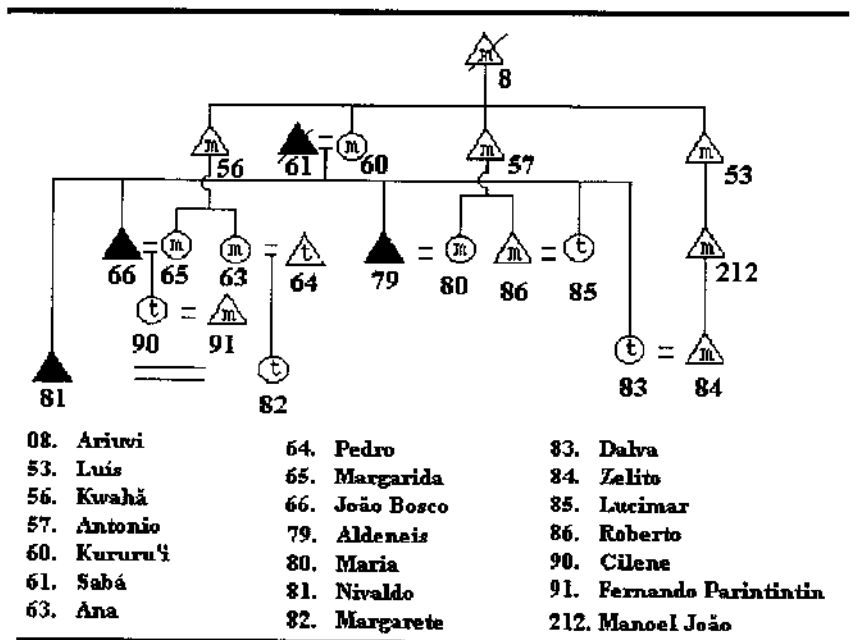 m
8
m 56
61 = m 60
m 57
m 53
66 = m 65
m 63 = t 64
79 = m 80
m 86 = t 85
m 212
t 90 = m 91
81 = t 82
t 83 = m 84
08. Ariuvi
53. Luís
56. Kwahã
57. Antonio
60. Kururu'i
61. Sabá
63. Ana
64. Pedro
65. Margarida
66. João Bosco
79. Aldeneis
80. Maria
81. Nivaldo
82. Margarete
83. Dalva
84. Zelito
85. Lucimar
86. Roberto
90. Cilene
91. Fernando Parintintin
212. Manoel João